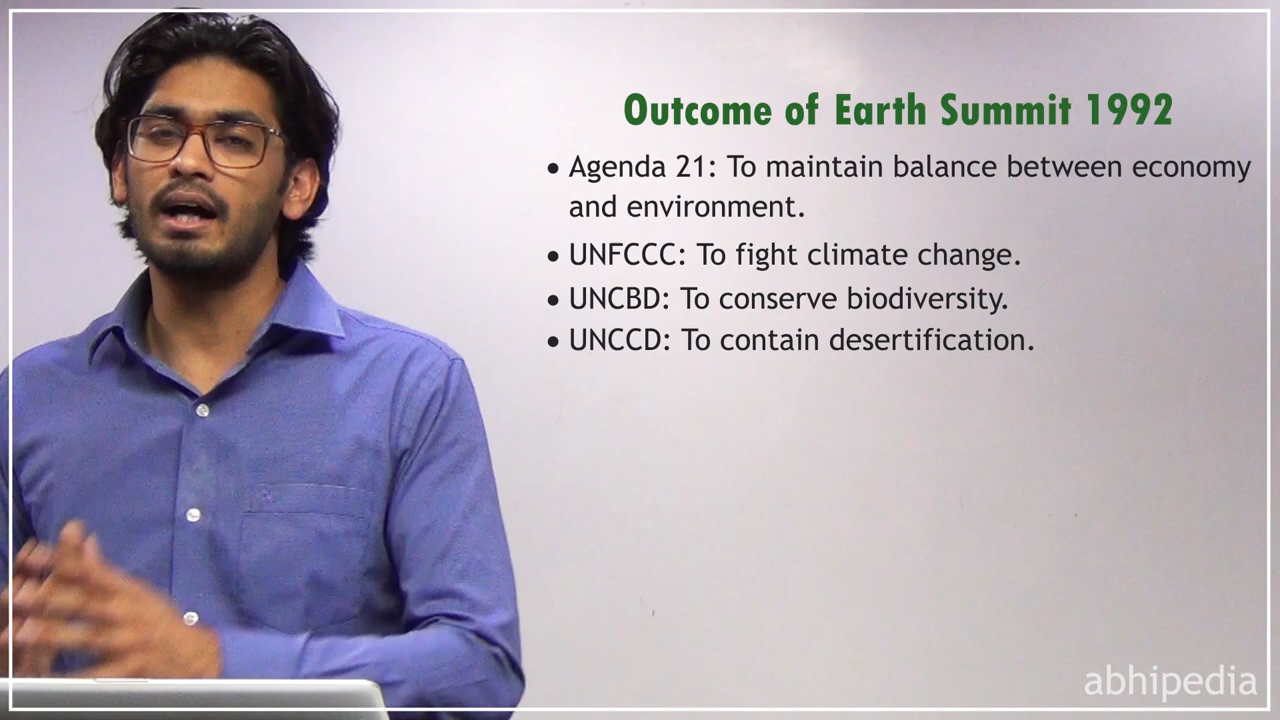 Outcome of Earth Summit 1992
• Agenda 21: To maintain balance between economy
and environment.
• UNFCCC: To fight climate change.
• UNCBD: To conserve biodiversity.
• UNCCD: To contain desertification.
abhipedia